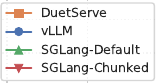 DuetServe
vLLM
SGLang-Default
SGLang-Chunked